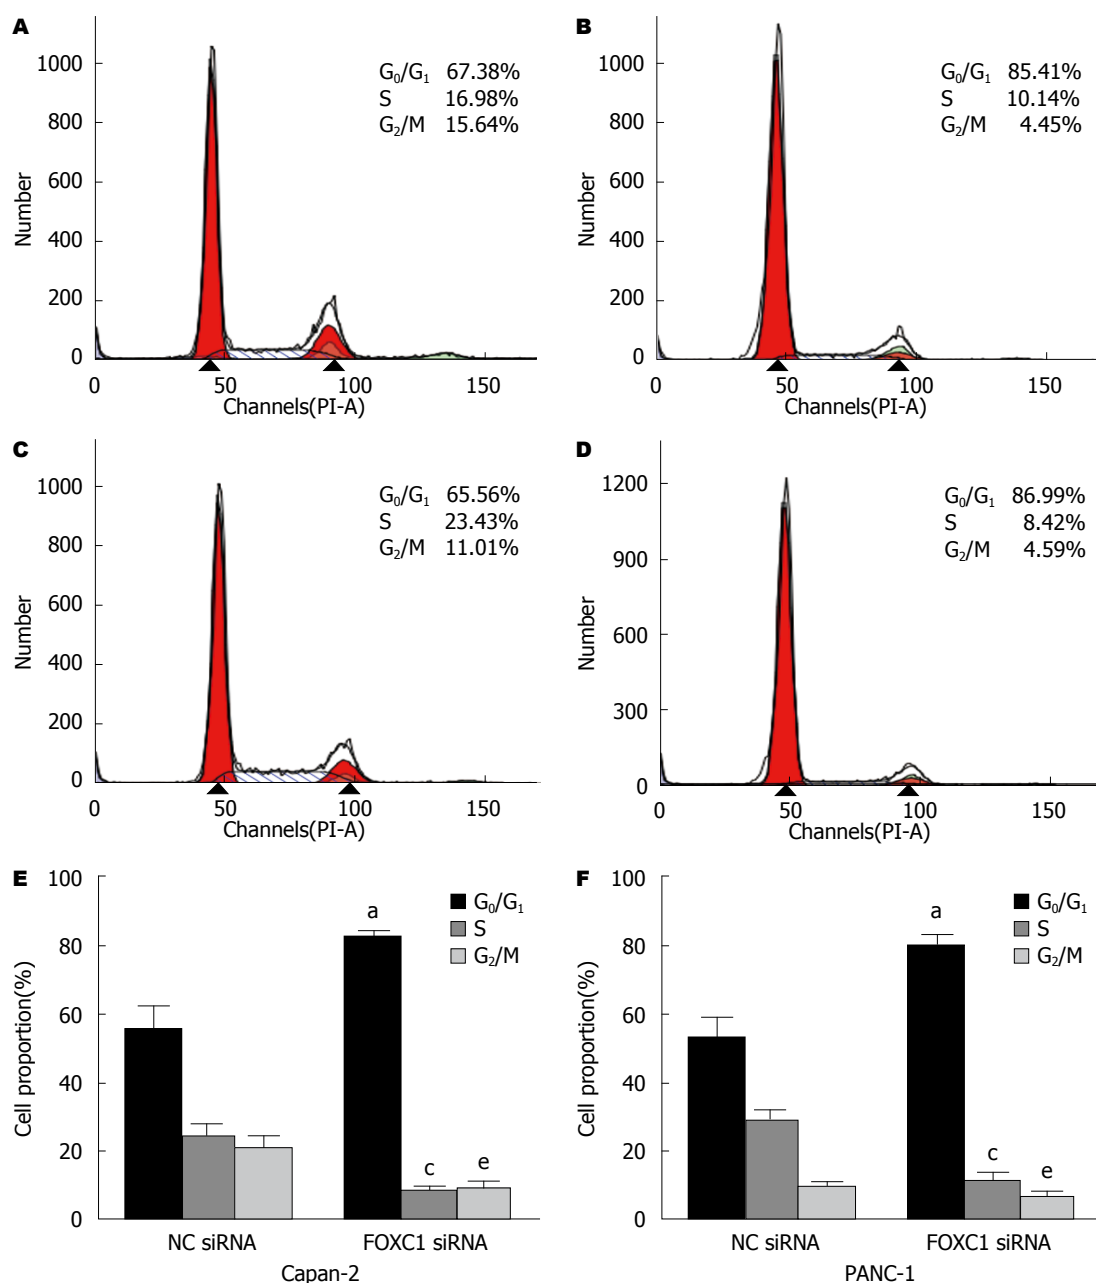 A
1000
800
600
400
200
0
Number
G₀/G₁ 67.38%
S 16.98%
G₂/M 15.64%
0 50 100 150
Channels(PI-A)
B
1000
800
600
400
200
0
Number
G₀/G₁ 85.41%
S 10.14%
G₂/M 4.45%
0 50 100 150
Channels(PI-A)
C
1000
800
600
400
200
0
Number
G₀/G₁ 65.56%
S 23.43%
G₂/M 11.01%
0 50 100 150
Channels(PI-A)
D
1200
900
600
300
0
Number
G₀/G₁ 86.99%
S 8.42%
G₂/M 4.59%
0 50 100 150
Channels(PI-A)
E
100
80
60
40
20
0
Cell proportion(%)
G₀/G₁
S
G₂/M
a
c
e
NC siRNA FOXC1 siRNA
Capan-2
F
100
80
60
40
20
0
Cell proportion(%)
G₀/G₁
S
G₂/M
a
c
e
NC siRNA FOXC1 siRNA
PANC-1